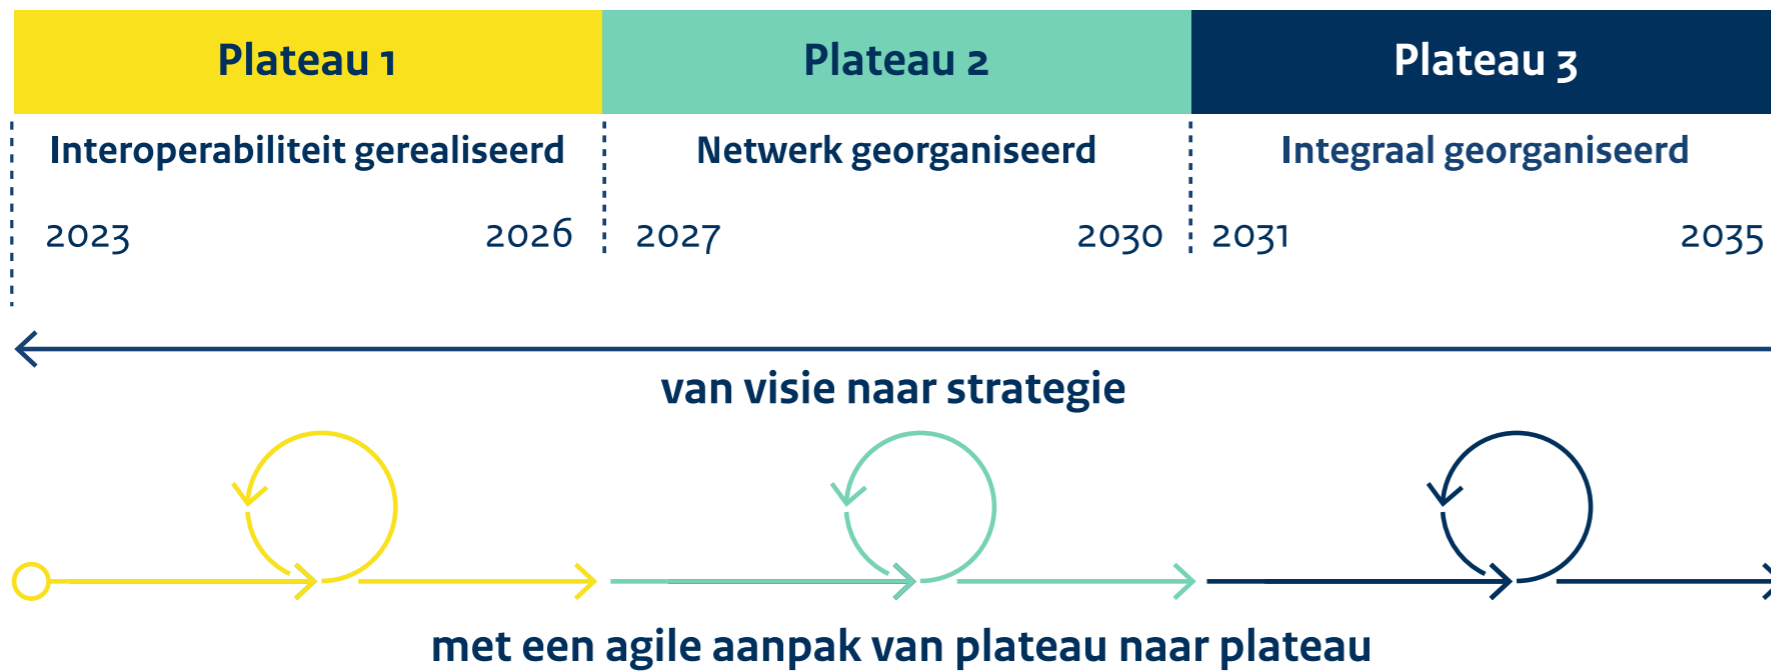 Plateau 1 Plateau 2 Plateau 3
Interoperabiliteit gerealiseerd Netwerk georganiseerd Integraal georganiseerd
2023 2026 2027 2030 2031 2035
van visie naar strategie
met een agile aanpak van plateau naar plateau